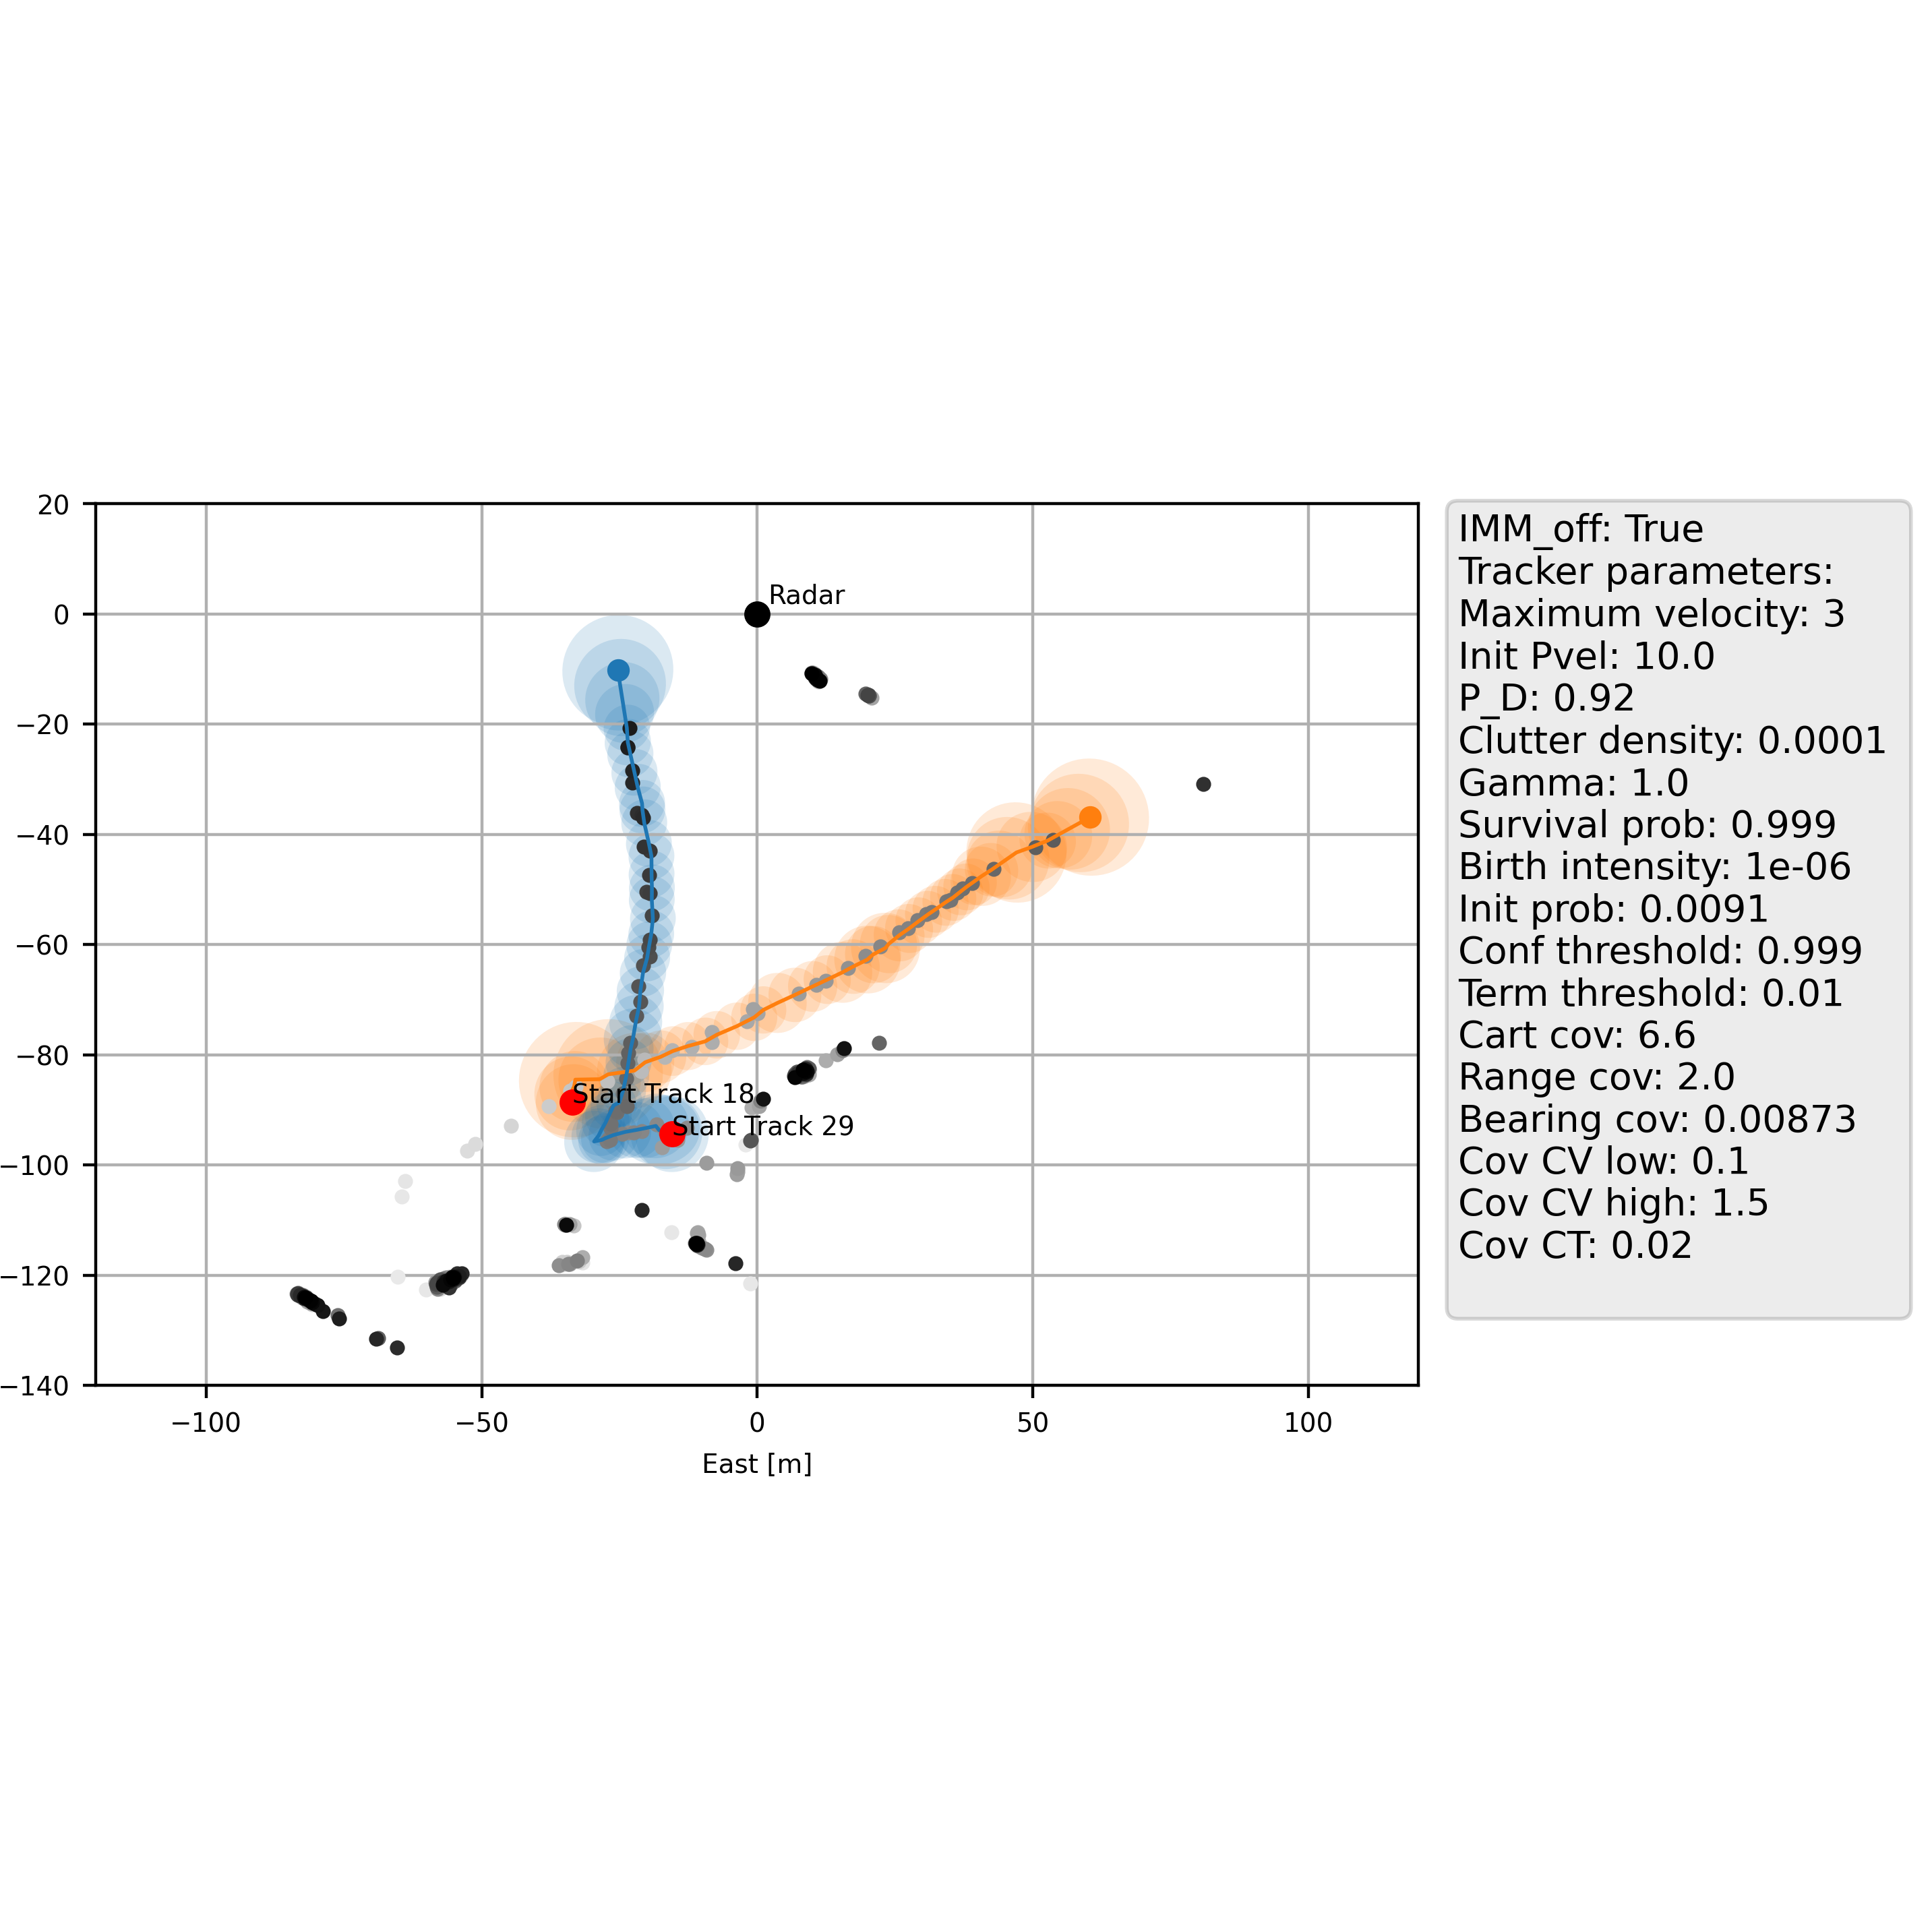 20
0
−20
−40
−60
−80
−100
−120
−140
−100
−50
0
50
100
East [m]
Radar
Start Track 18
Start Track 29
IMM_off: True
Tracker parameters:
Maximum velocity: 3
Init Pvel: 10.0
P_D: 0.92
Clutter density: 0.0001
Gamma: 1.0
Survival prob: 0.999
Birth intensity: 1e-06
Init prob: 0.0091
Conf threshold: 0.999
Term threshold: 0.01
Cart cov: 6.6
Range cov: 2.0
Bearing cov: 0.00873
Cov CV low: 0.1
Cov CV high: 1.5
Cov CT: 0.02